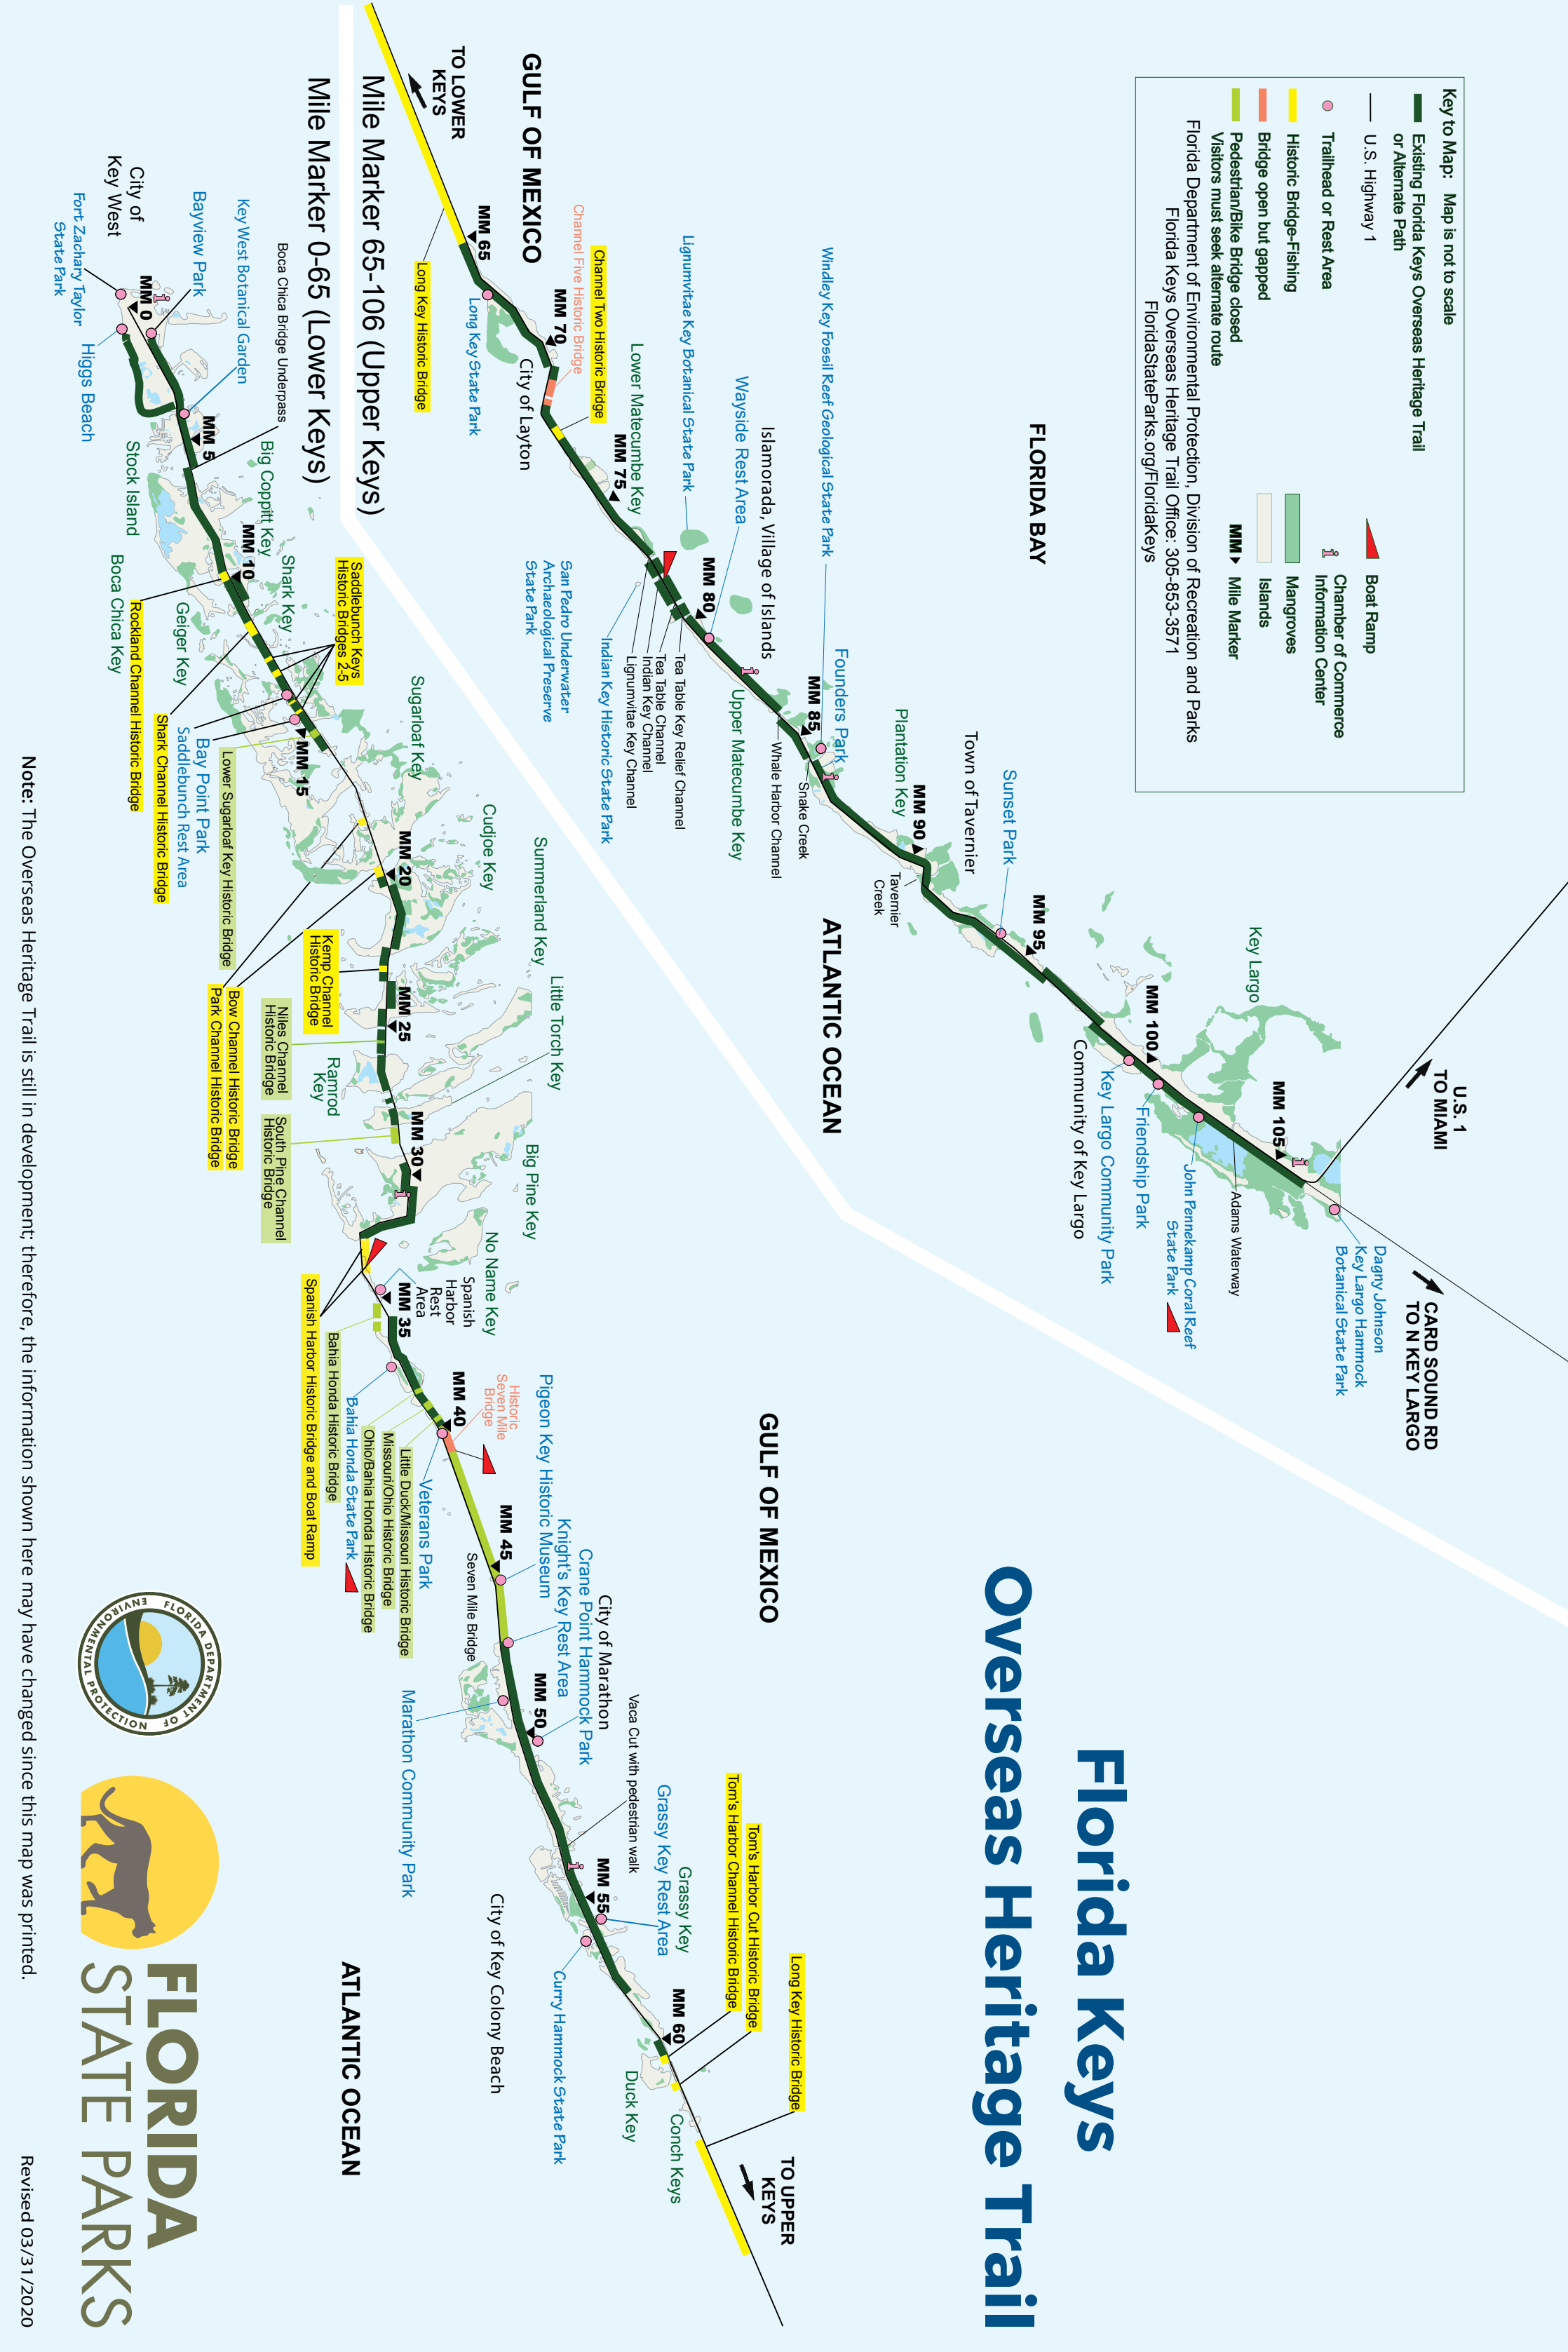 Florida Keys
Overseas Heritage Trail
Key to Map: Map is not to scale
Existing Florida Keys Overseas Heritage Trail
or Alternate Path
U.S. Highway 1
Trailhead or Rest Area
Historic Bridge-Fishing
Bridge open but gapped
Pedestrian/Bike Bridge closed
Visitors must seek alternate route
Boat Ramp
Chamber of Commerce
Information Center
Mangroves
Islands
MM Mile Marker
Florida Department of Environmental Protection, Division of Recreation and Parks
Florida Keys Overseas Heritage Trail Office: 305-853-3571
FloridaStateParks.org/FloridaKeys
U.S. 1
TO MIAMI
CARD SOUND RD
TO N KEY LARGO
Dagny Johnson
Key Largo Hammock
Botanical State Park
MM 105
Key Largo
Adams Waterway
John Pennekamp Coral Reef
State Park
Friendship Park
Key Largo Community Park
Community of Key Largo
MM 100
MM 95
Sunset Park
Town of Tavernier
MM 90
Plantation Key
Tavernier
Creek
FLORIDA BAY
ATLANTIC OCEAN
Founders Park
Windley Key Fossil Reef Geological State Park
MM 85
Snake Creek
Whale Harbor Channel
Islamorada, Village of Islands
Wayside Rest Area
Upper Matecumbe Key
MM 80
Lignumvitae Key Botanical State Park
Tea Table Key Relief Channel
Tea Table Channel
Indian Key Channel
Lignumvitae Key Channel
Indian Key Historic State Park
San Pedro Underwater
Archaeological Preserve
State Park
Lower Matecumbe Key
MM 75
Channel Two Historic Bridge
Channel Five Historic Bridge
MM 70
City of Layton
GULF OF MEXICO
MM 65
Long Key State Park
TO LOWER
KEYS
Long Key Historic Bridge
Mile Marker 65-106 (Upper Keys)
Mile Marker 0-65 (Lower Keys)
GULF OF MEXICO
TO UPPER
KEYS
Long Key Historic Bridge
Tom's Harbor Cut Historic Bridge
Tom's Harbor Channel Historic Bridge
Conch Keys
Duck Key
MM 60
Grassy Key
Grassy Key Rest Area
Curry Hammock State Park
MM 55
Vaca Cut with pedestrian walk
City of Key Colony Beach
City of Marathon
Crane Point Hammock Park
Knight's Key Rest Area
Pigeon Key Historic Museum
MM 50
Marathon Community Park
MM 45
Seven Mile Bridge
Historic
Seven Mile
Bridge
MM 40
Veterans Park
Little Duck/Missouri Historic Bridge
Missouri/Ohio Historic Bridge
Ohio/Bahia Honda Historic Bridge
Bahia Honda State Park
Bahia Honda Historic Bridge
Spanish Harbor Historic Bridge and Boat Ramp
MM 35
Spanish
Harbor
Rest
Area
No Name Key
Big Pine Key
MM 30
Little Torch Key
South Pine Channel
Historic Bridge
Ramrod
Key
Niles Channel
Historic Bridge
Summerland Key
MM 25
Kemp Channel
Historic Bridge
Cudjoe Key
Bow Channel Historic Bridge
Park Channel Historic Bridge
MM 20
Sugarloaf Key
Lower Sugarloaf Key Historic Bridge
MM 15
Saddlebunch Rest Area
Bay Point Park
Saddlebunch Keys
Historic Bridges 2-5
Shark Channel Historic Bridge
Rockland Channel Historic Bridge
Shark Key
Geiger Key
MM 10
Big Coppitt Key
Boca Chica Key
Boca Chica Bridge Underpass
Stock Island
MM 5
Key West Botanical Garden
Bayview Park
Higgs Beach
MM 0
City of
Key West
Fort Zachary Taylor
State Park
ATLANTIC OCEAN
FLORIDA DEPARTMENT OF
ENVIRONMENTAL PROTECTION
FLORIDA
STATE PARKS
Note: The Overseas Heritage Trail is still in development; therefore, the information shown here may have changed since this map was printed.
Revised 03/31/2020